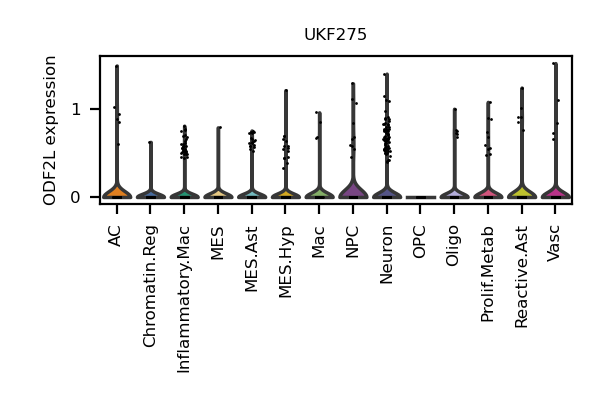 UKF275
ODF2L expression
1
0
AC
Chromatin.Reg
Inflammatory.Mac
MES
MES.Ast
MES.Hyp
Mac
NPC
Neuron
OPC
Oligo
Prolif.Metab
Reactive.Ast
Vasc